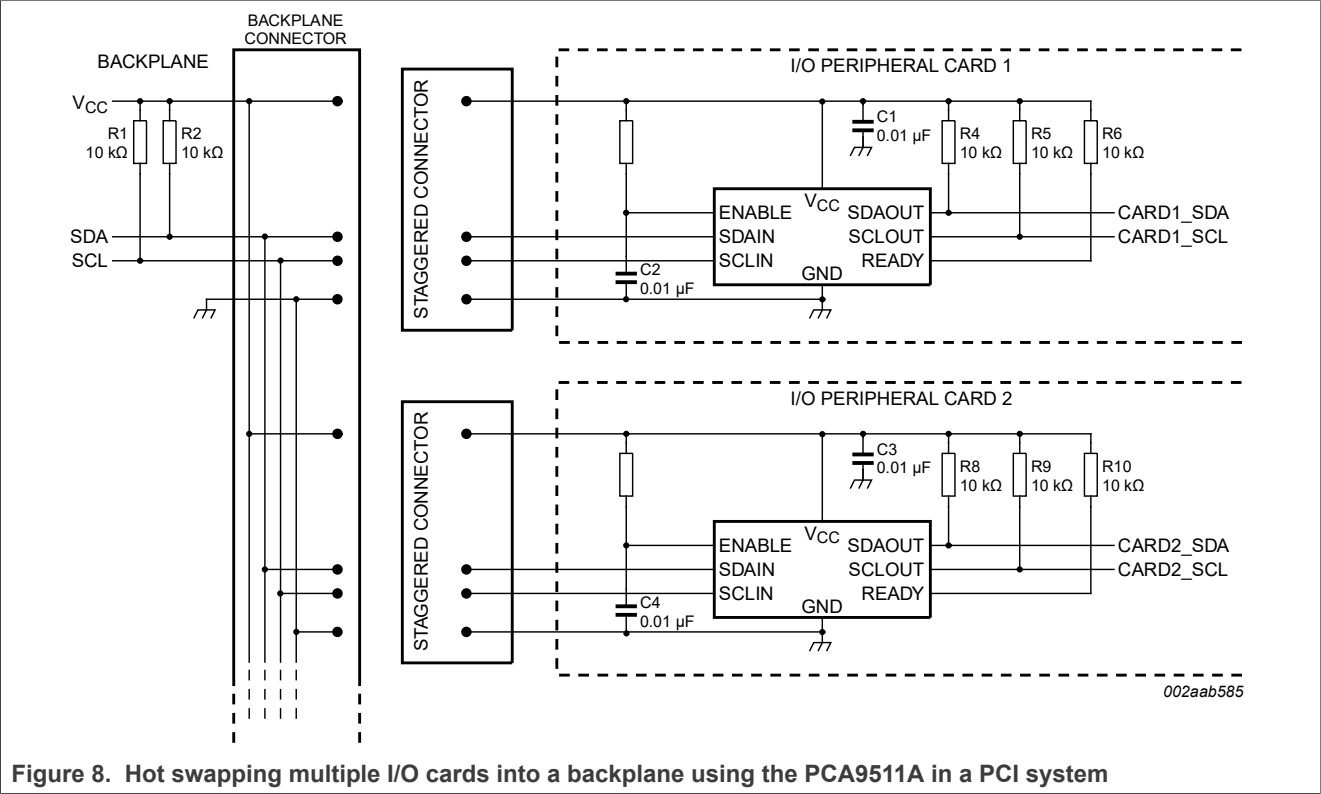 BACKPLANE
CONNECTOR
BACKPLANE
VCC
R1
10 kΩ
R2
10 kΩ
SDA
SCL
STAGGERED CONNECTOR
I/O PERIPHERAL CARD 1
C1
0.01 µF
R4
10 kΩ
R5
10 kΩ
R6
10 kΩ
ENABLE
VCC
SDAOUT
CARD1_SDA
SDAIN
SCLOUT
CARD1_SCL
SCLIN
READY
GND
C2
0.01 µF
STAGGERED CONNECTOR
I/O PERIPHERAL CARD 2
C3
0.01 µF
R8
10 kΩ
R9
10 kΩ
R10
10 kΩ
ENABLE
VCC
SDAOUT
CARD2_SDA
SDAIN
SCLOUT
CARD2_SCL
SCLIN
READY
GND
C4
0.01 µF
002aab585
Figure 8. Hot swapping multiple I/O cards into a backplane using the PCA9511A in a PCI system